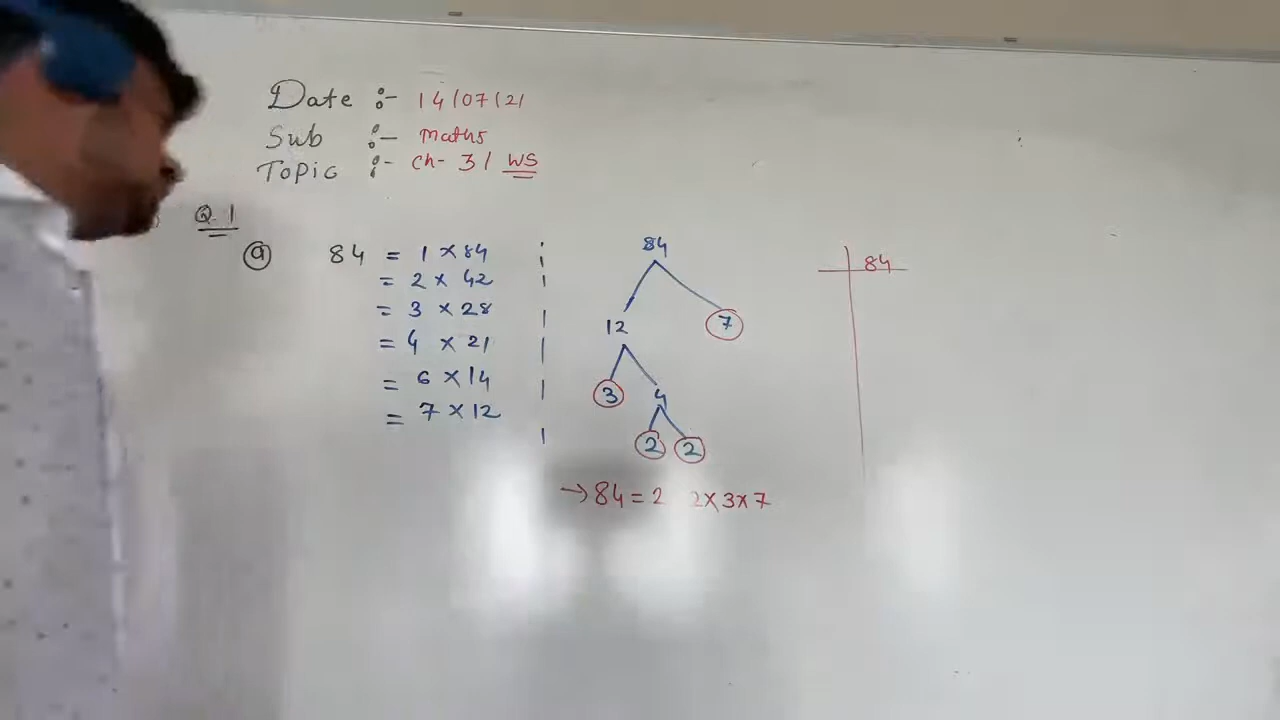 Date :- 14/07/21
Sub :- Maths
Topic :- Ch- 3/ WS
Q.1
(a) 84 = 1 × 84
= 2 × 42
= 3 × 28
= 4 × 21
= 6 × 14
= 7 × 12
84
12 7
3 4
2 2
→ 84 = 2 2×3×7
84